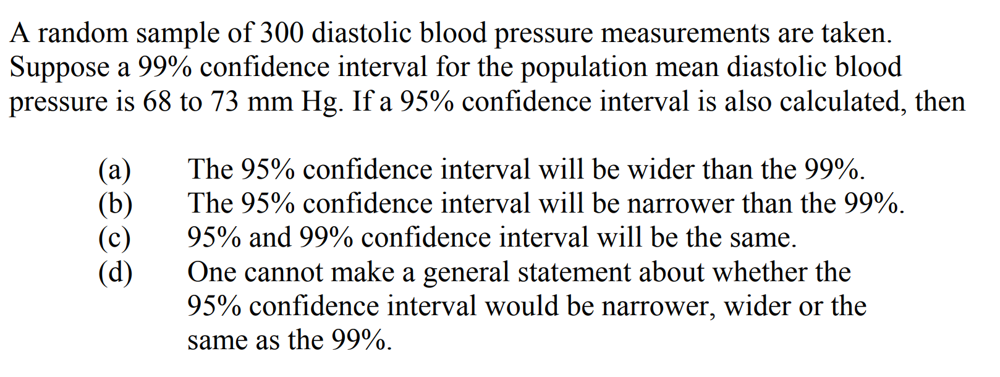 A random sample of 300 diastolic blood pressure measurements are taken.
Suppose a 99% confidence interval for the population mean diastolic blood
pressure is 68 to 73 mm Hg. If a 95% confidence interval is also calculated, then
(a) The 95% confidence interval will be wider than the 99%.
(b) The 95% confidence interval will be narrower than the 99%.
(c) 95% and 99% confidence interval will be the same.
(d) One cannot make a general statement about whether the
95% confidence interval would be narrower, wider or the
same as the 99%.